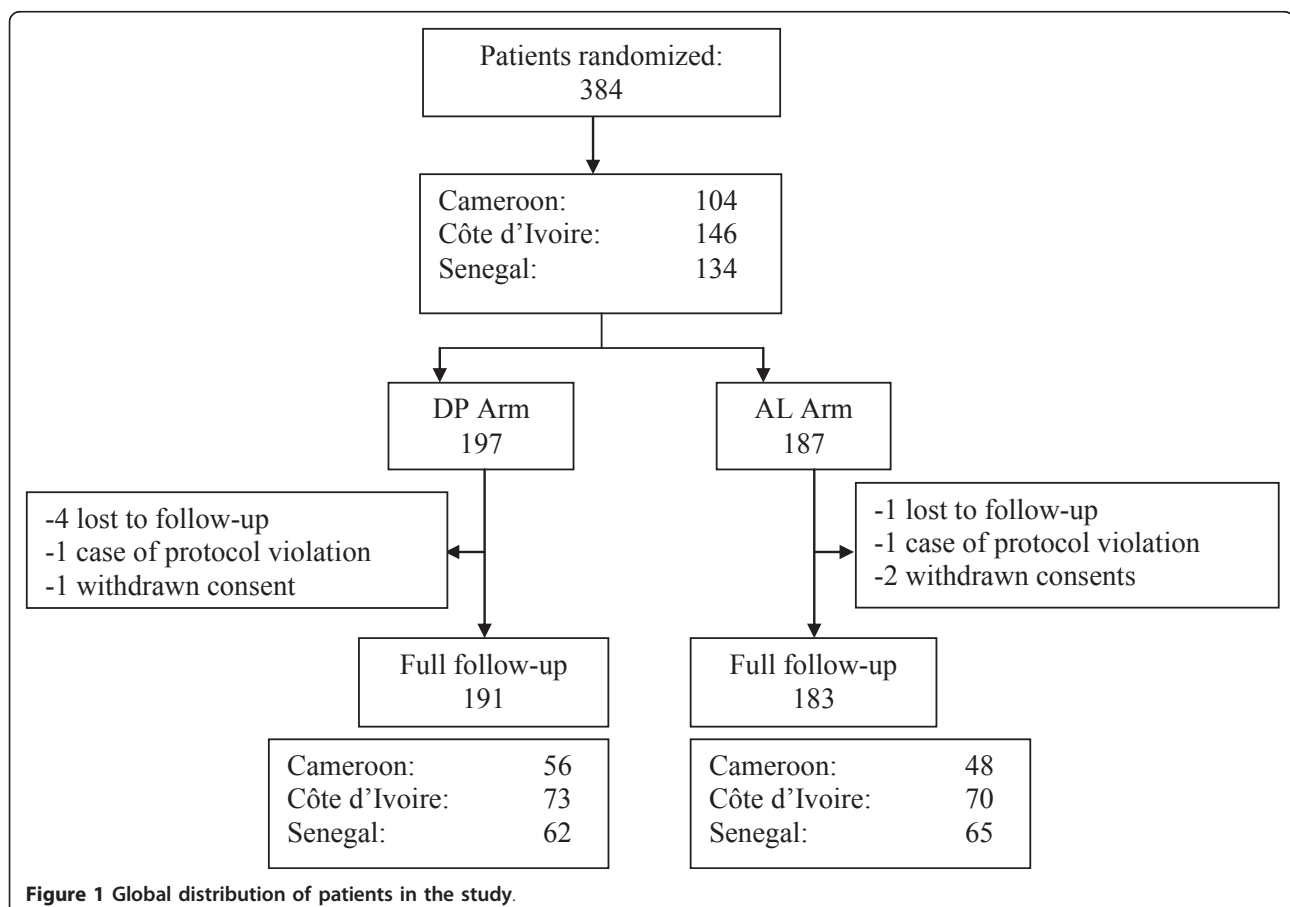 Patients randomized:
384
Cameroon: 104
Côte d’Ivoire: 146
Senegal: 134
DP Arm
197
AL Arm
187
-4 lost to follow-up
-1 case of protocol violation
-1 withdrawn consent
-1 lost to follow-up
-1 case of protocol violation
-2 withdrawn consents
Full follow-up
191
Full follow-up
183
Cameroon: 56
Côte d’Ivoire: 73
Senegal: 62
Cameroon: 48
Côte d’Ivoire: 70
Senegal: 65
Figure 1 Global distribution of patients in the study.